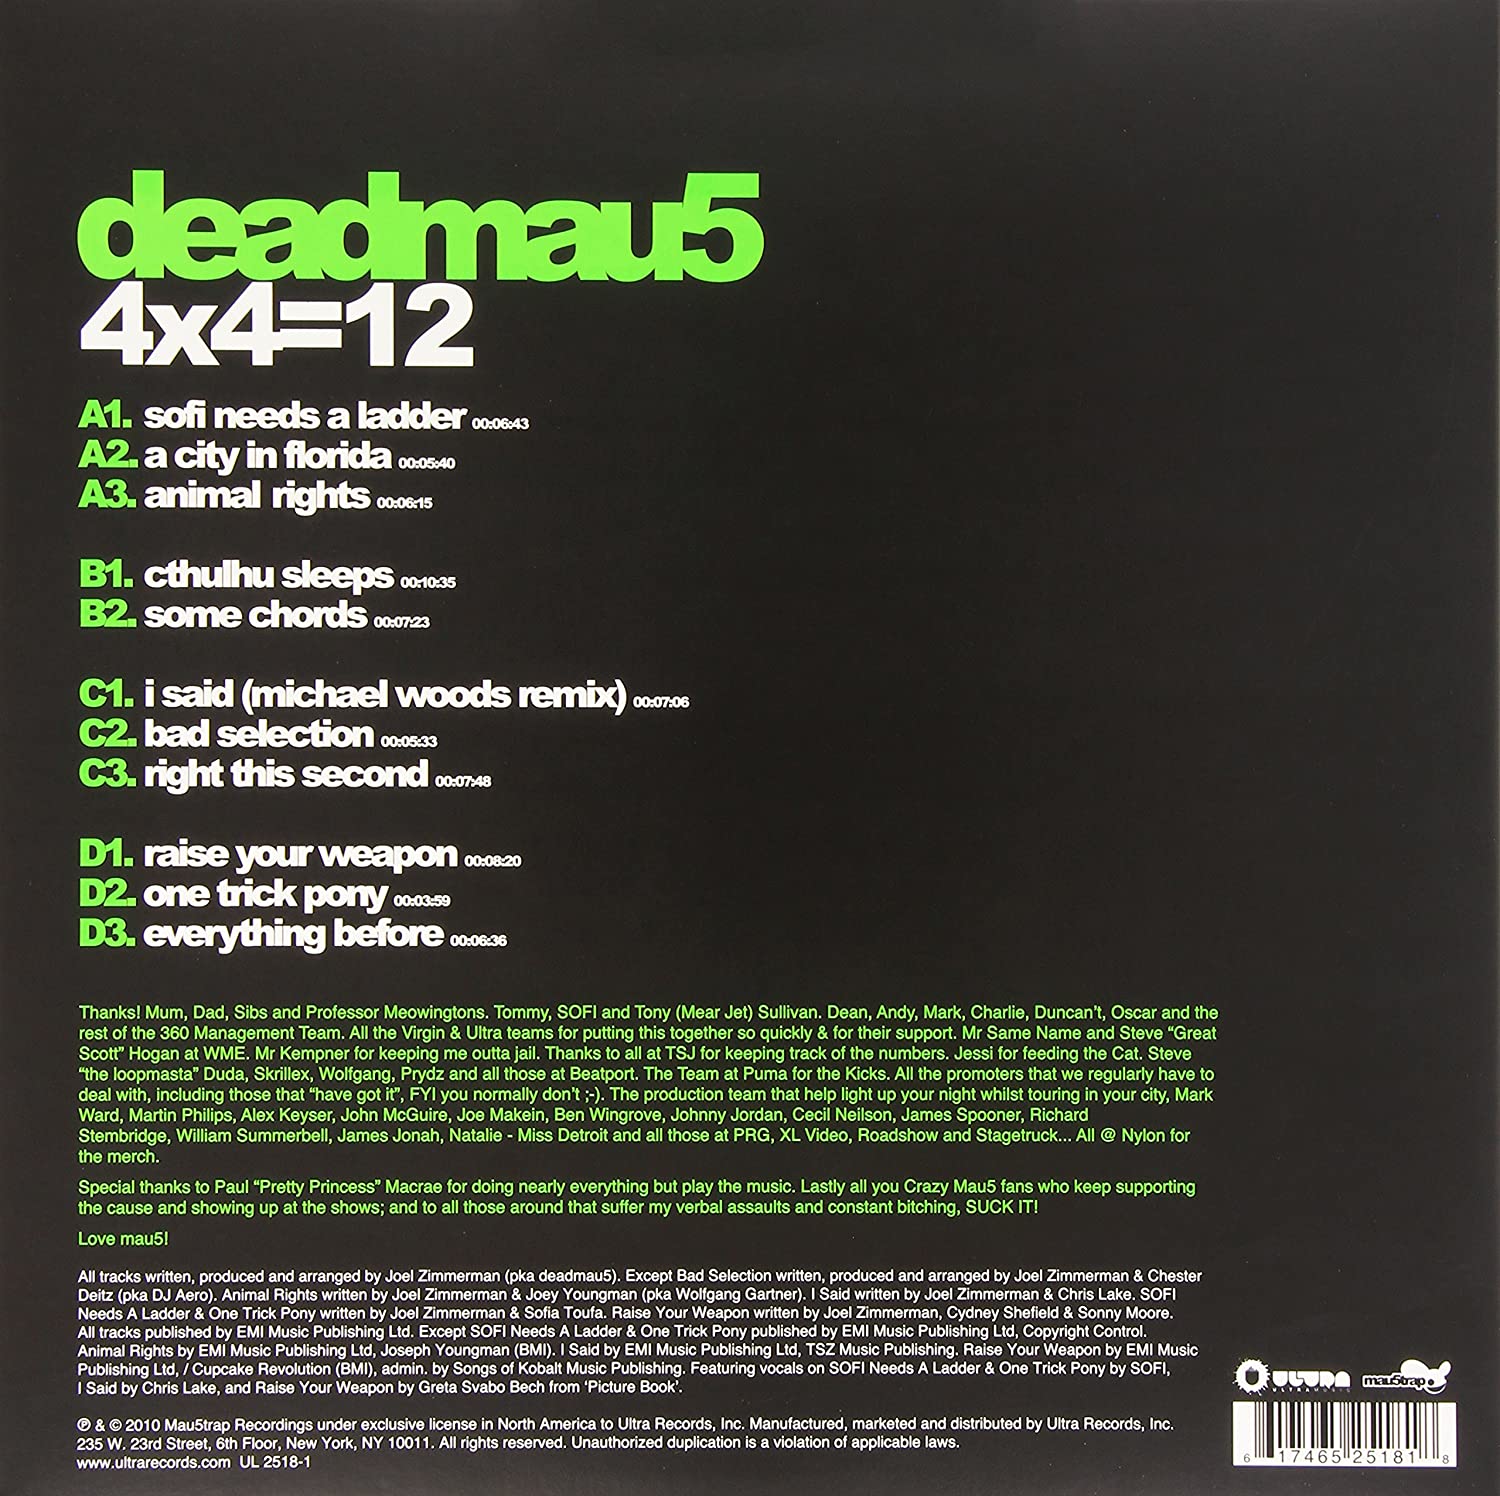 deadmau5
4x4=12
A1. sofi needs a ladder 00:06:43
A2. a city in florida 00:05:40
A3. animal rights 00:06:15
B1. cthulhu sleeps 00:10:35
B2. some chords 00:07:23
C1. i said (michael woods remix) 00:07:06
C2. bad selection 00:05:33
C3. right this second 00:07:48
D1. raise your weapon 00:08:20
D2. one trick pony 00:03:59
D3. everything before 00:06:36
Thanks! Mum, Dad, Sibs and Professor Meowingtons. Tommy, SOFI and Tony (Mear Jet) Sullivan. Dean, Andy, Mark, Charlie, Duncan't, Oscar and the
rest of the 360 Management Team. All the Virgin & Ultra teams for putting this together so quickly & for their support. Mr Same Name and Steve "Great
Scott" Hogan at WME. Mr Kempner for keeping me outta jail. Thanks to all at TSJ for keeping track of the numbers. Jessi for feeding the Cat. Steve
"the loopmasta" Duda, Skrillex, Wolfgang, Prydz and all those at Beatport. The Team at Puma for the Kicks. All the promoters that we regularly have to
deal with, including those that "have got it", FYI you normally don't ;-). The production team that help light up your night whilst touring in your city, Mark
Ward, Martin Philips, Alex Keyser, John McGuire, Joe Makein, Ben Wingrove, Johnny Jordan, Cecil Neilson, James Spooner, Richard
Stembridge, William Summerbell, James Jonah, Natalie - Miss Detroit and all those at PRG, XL Video, Roadshow and Stagetruck... All @ Nylon for
the merch.
Special thanks to Paul "Pretty Princess" Macrae for doing nearly everything but play the music. Lastly all you Crazy Mau5 fans who keep supporting
the cause and showing up at the shows; and to all those around that suffer my verbal assaults and constant bitching, SUCK IT!
Love mau5!
All tracks written, produced and arranged by Joel Zimmerman (pka deadmau5). Except Bad Selection written, produced and arranged by Joel Zimmerman & Chester
Deitz (pka DJ Aero). Animal Rights written by Joel Zimmerman & Joey Youngman (pka Wolfgang Gartner). I Said written by Joel Zimmerman & Chris Lake. SOFI
Needs A Ladder & One Trick Pony written by Joel Zimmerman & Sofia Toufa. Raise Your Weapon written by Joel Zimmerman, Cydney Shefield & Sonny Moore.
All tracks published by EMI Music Publishing Ltd. Except SOFI Needs A Ladder & One Trick Pony published by EMI Music Publishing Ltd, Copyright Control.
Animal Rights by EMI Music Publishing Ltd, Joseph Youngman (BMI). I Said by EMI Music Publishing Ltd, TSZ Music Publishing. Raise Your Weapon by EMI Music
Publishing Ltd, / Cupcake Revolution (BMI), admin. by Songs of Kobalt Music Publishing. Featuring vocals on SOFI Needs A Ladder & One Trick Pony by SOFI,
I Said by Chris Lake, and Raise Your Weapon by Greta Svabo Bech from 'Picture Book'.
℗ & © 2010 Mau5trap Recordings under exclusive license in North America to Ultra Records, Inc. Manufactured, marketed and distributed by Ultra Records, Inc.
235 W. 23rd Street, 6th Floor, New York, NY 10011. All rights reserved. Unauthorized duplication is a violation of applicable laws.
www.ultrarecords.com UL 2518-1
ULTRA
ULTRAMUSIC
mau5trap
6 17465 25181 8